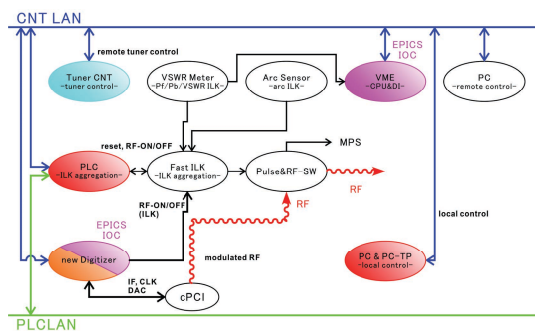 CNT LAN
remote tuner control
Tuner CNT
-tuner control-
VSWR Meter
-Pf/Pb/VSWR ILK-
Arc Sensor
-arc ILK-
EPICS
IOC
VME
-CPU&DI-
PC
-remote control-
reset, RF-ON/OFF
PLC
-ILK aggregation-
Fast ILK
-ILK aggregation-
Pulse&RF-SW
MPS
RF
RF
RF-ON/OFF
(ILK)
EPICS
IOC
new Digitizer
modulated RF
local control
PC & PC-TP
-local control-
IF, CLK
DAC
cPCI
PLCLAN